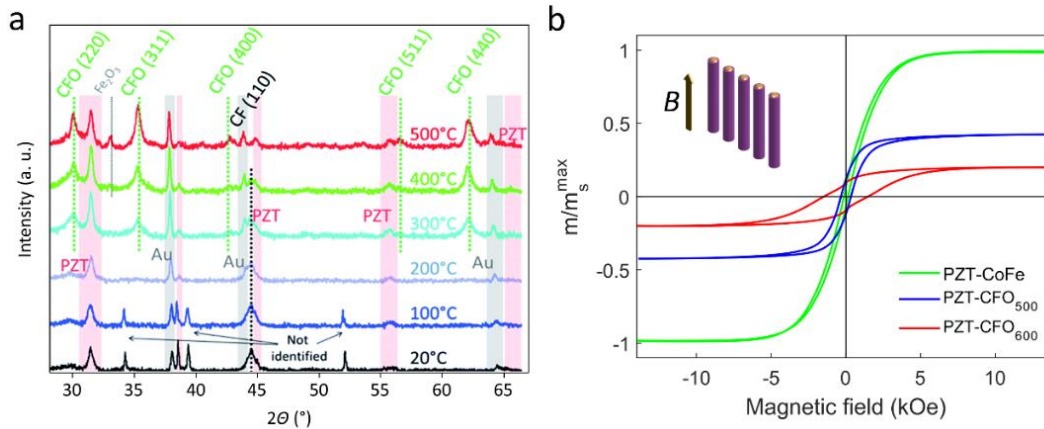 a
CFO (220)
Fe₂O₃
CFO (311)
CFO (400)
CF (110)
CFO (511)
CFO (440)
500°C
PZT
400°C
300°C
PZT
PZT
200°C
PZT
Au
Au
Au
100°C
Not
identified
20°C
Intensity (a. u.)
30 35 40 45 50 55 60 65
2Θ (°)
b
B
1
0.5
0
-0.5
-1
m/mₛᵐᵃˣ
PZT-CoFe
PZT-CFO₅₀₀
PZT-CFO₆₀₀
-10 -5 0 5 10
Magnetic field (kOe)